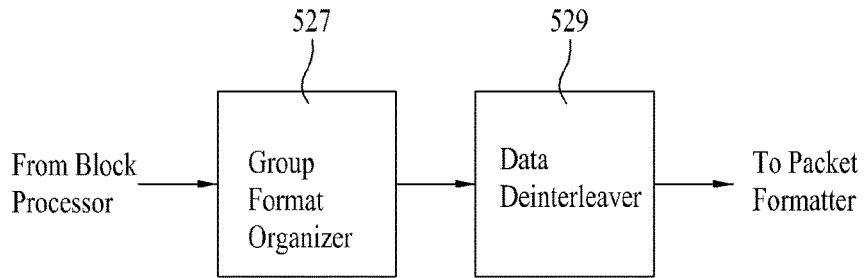 527
529
From Block
Processor
Group
Format
Organizer
Data
Deinterleaver
To Packet
Formatter